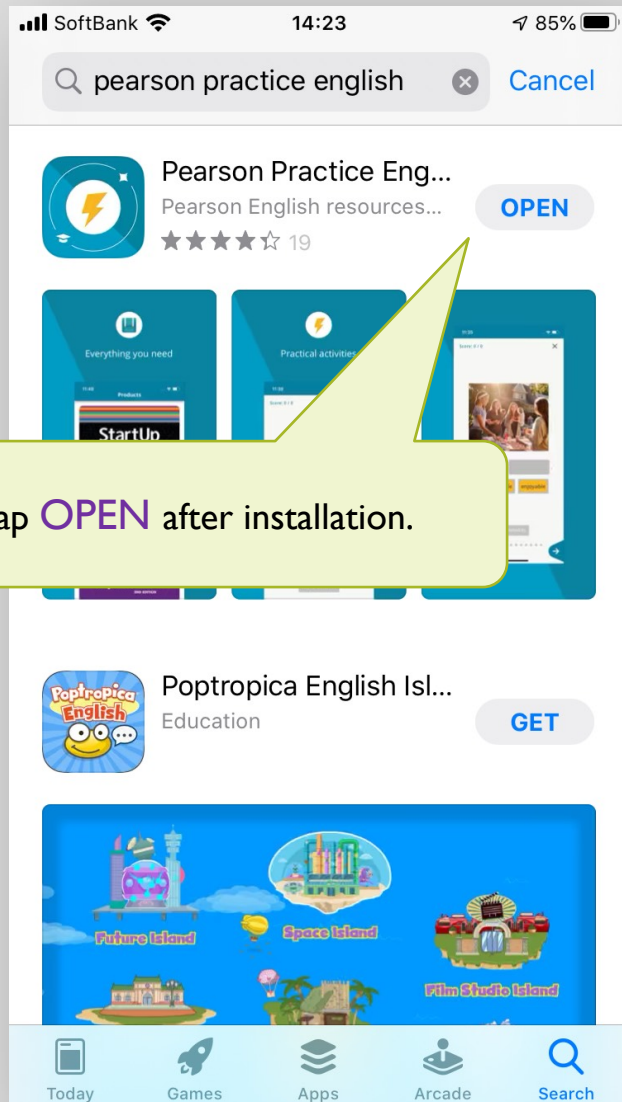 SoftBank 14:23 85%
pearson practice english Cancel
Pearson Practice Eng...
Pearson English resources...
OPEN
19
Everything you need
Products
StartUp
Practical activities
enjoyable
ap OPEN after installation.
Poptropica English Isl...
Education
GET
Poptropica
English
Future Island
Space Island
Film Studio Island
Today Games Apps Arcade Search